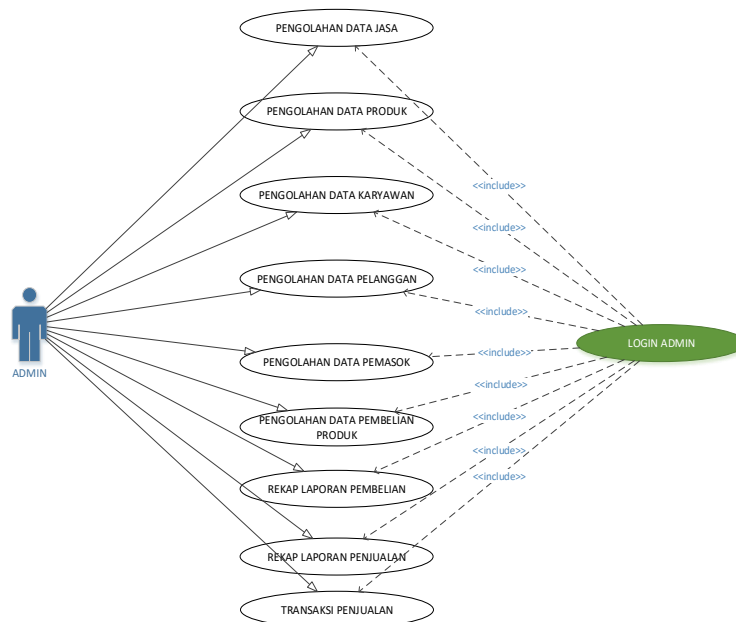 PENGOLAHAN DATA JASA
PENGOLAHAN DATA PRODUK
<<include>>
PENGOLAHAN DATA KARYAWAN
<<include>>
<<include>>
PENGOLAHAN DATA PELANGGAN
<<include>>
LOGIN ADMIN
<<include>>
PENGOLAHAN DATA PEMASOK
ADMIN
<<include>>
<<include>>
PENGOLAHAN DATA PEMBELIAN
PRODUK
<<include>>
<<include>>
REKAP LAPORAN PEMBELIAN
REKAP LAPORAN PENJUALAN
TRANSAKSI PENJUALAN